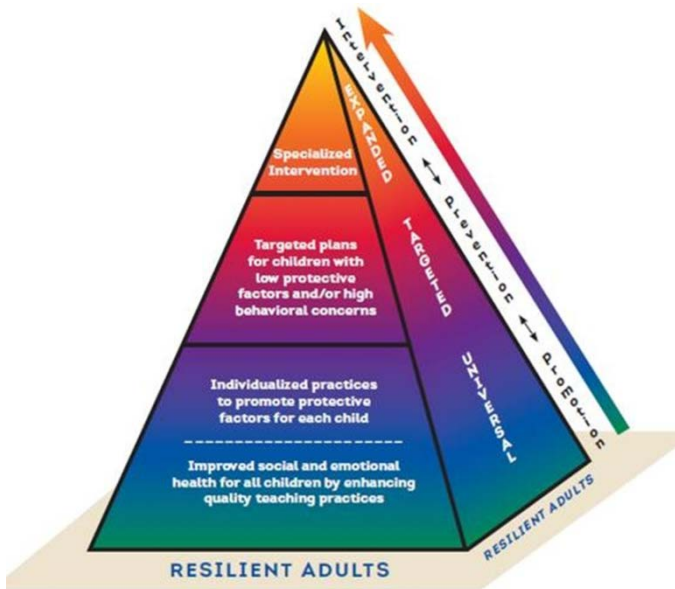 Specialized
Intervention
Targeted plans
for children with
low protective
factors and/or high
behavioral concerns
Individualized practices
to promote protective
factors for each child
Improved social and emotional
health for all children by enhancing
quality teaching practices
RESILIENT ADULTS
EXPANDED
TARGETED
UNIVERSAL
Intervention ↔ Prevention ↔ Promotion
RESILIENT ADULTS